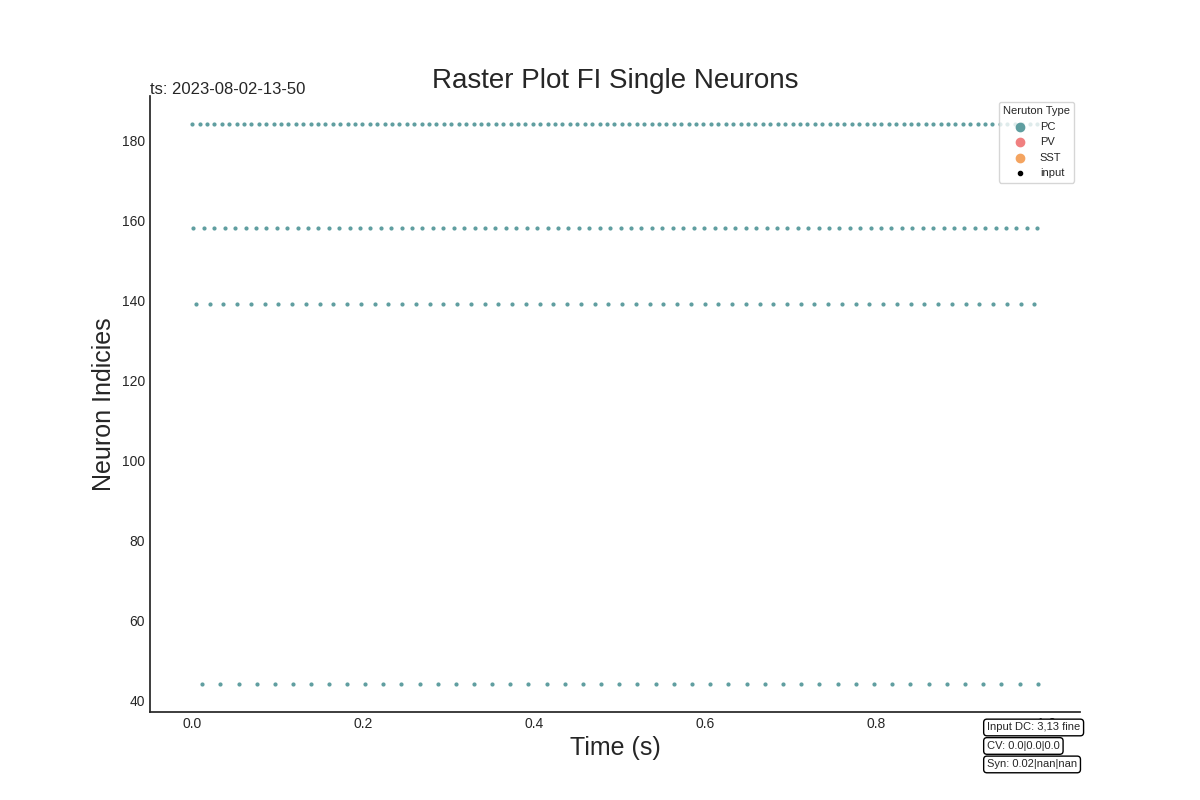 Raster Plot FI Single Neurons
ts: 2023-08-02-13-50
Neruton Type
PC
PV
SST
input
180
160
140
120
100
80
60
40
Neuron Indicies
0.0 0.2 0.4 0.6 0.8
Time (s)
Input DC: 3,13 fine
CV: 0.0|0.0|0.0
Syn: 0.02|nan|nan